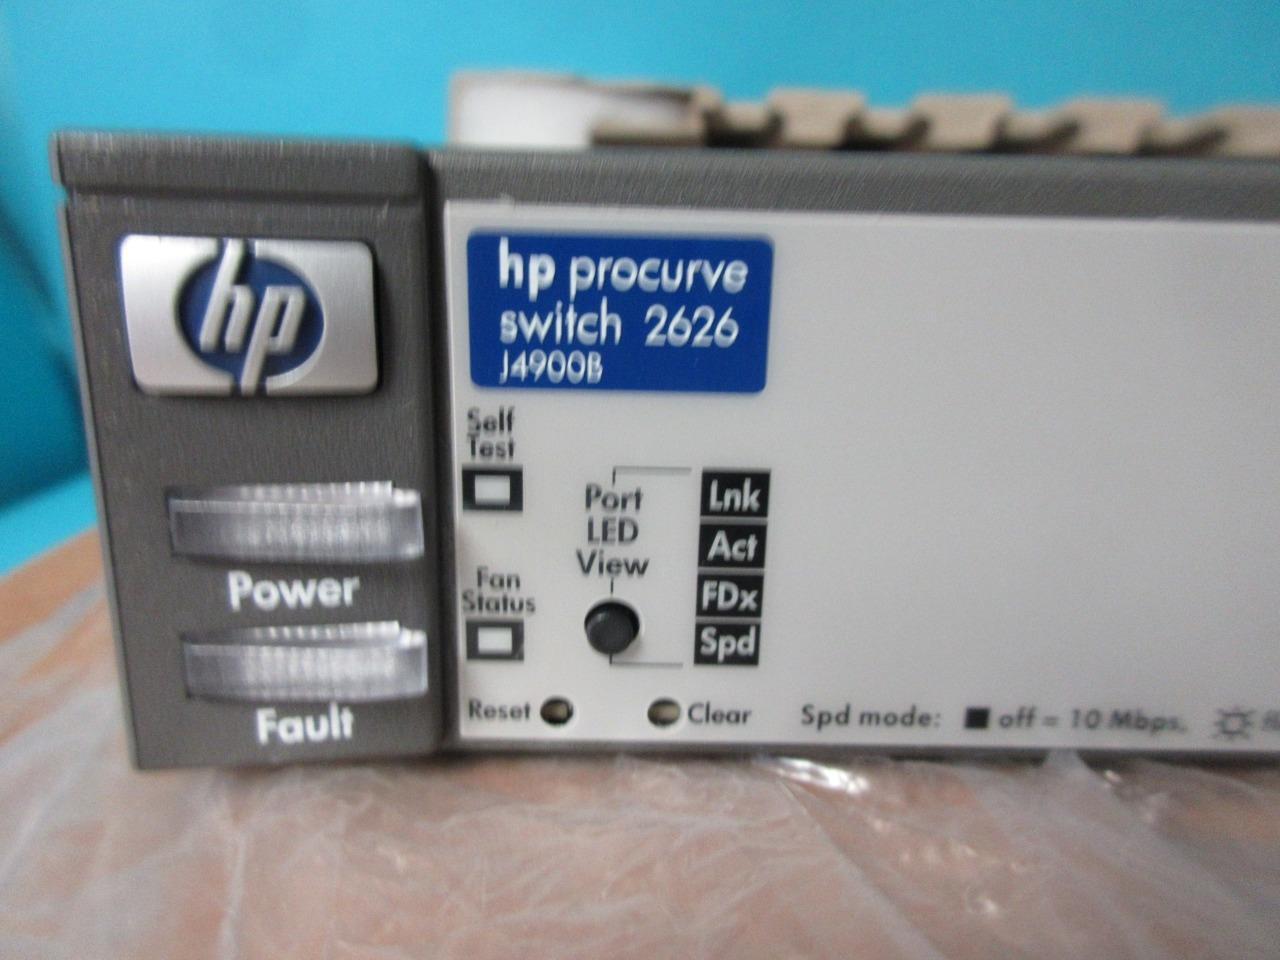 hp
hp procurve
switch 2626
J4900B
Self
Test
Port
LED
View
Lnk
Act
FDx
Spd
Fan
Status
Power
Fault
Reset
Clear
Spd mode: ■ off = 10 Mbps,